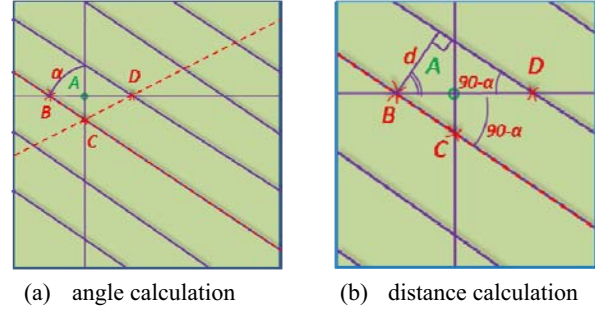 α A D
B
C
d A 90-α D
B
C 90-α
(a) angle calculation (b) distance calculation